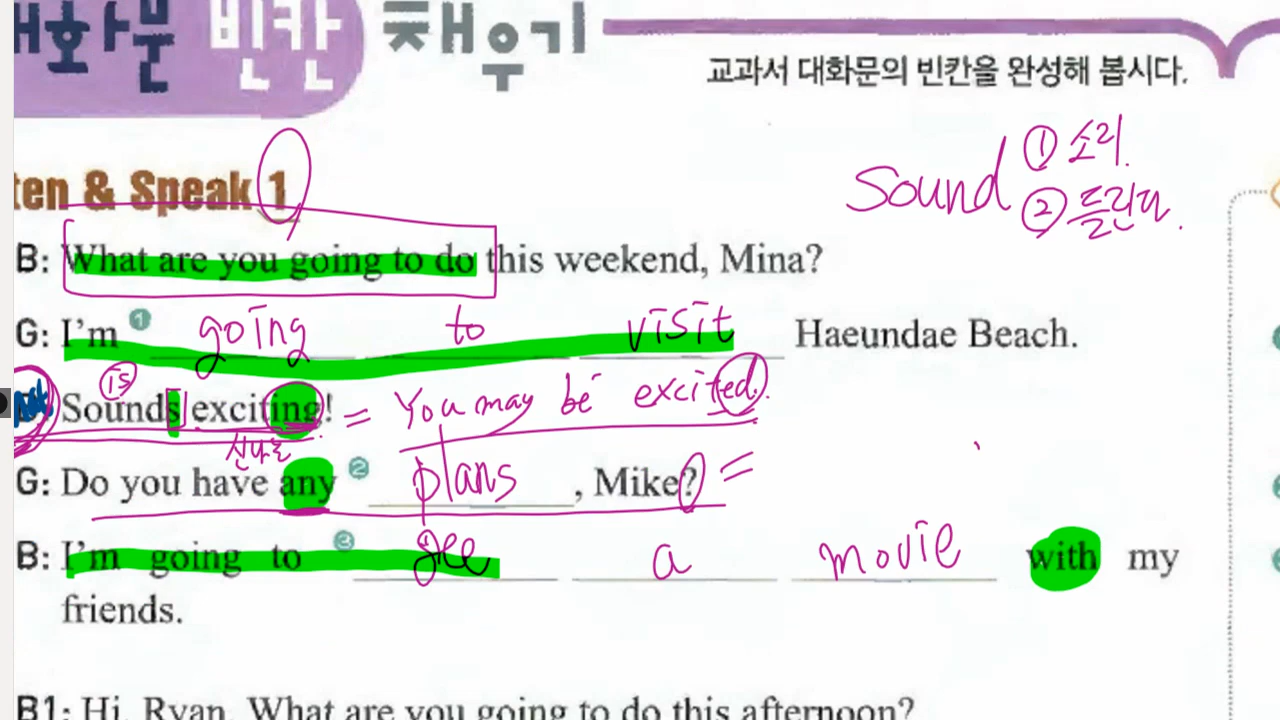 대화문 빈칸 채우기
교과서 대화문의 빈칸을 완성해 봅시다.
Sound ① 소리.
② 들린다.
ten & Speak 1
B: What are you going to do this weekend, Mina?
G: I'm ① going to visit Haeundae Beach.
is
Sounds exciting! = You may be excited.
신나는
G: Do you have any ② plans, Mike? =
B: I'm going to ③ see a movie with my
friends.
B1: Hi, Ryan. What are you going to do this afternoon?